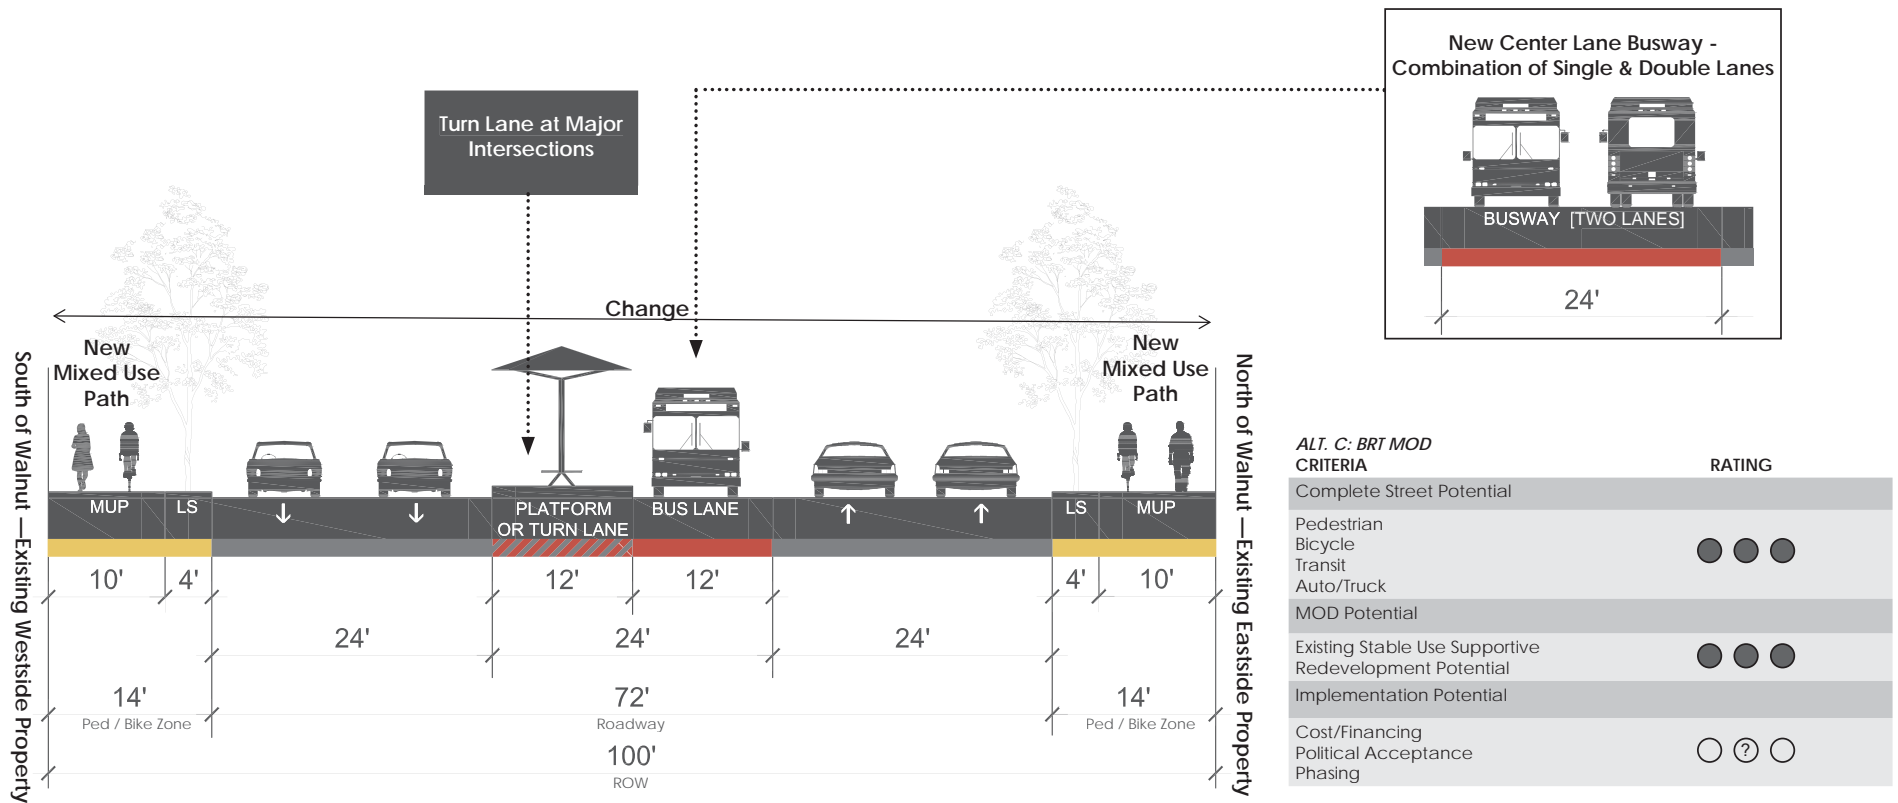 New Center Lane Busway -
Combination of Single & Double Lanes
BUSWAY [TWO LANES]
24'
Turn Lane at Major
Intersections
Change
New
Mixed Use
Path
New
Mixed Use
Path
South of Walnut —Existing Westside Property
North of Walnut —Existing Eastside Property
MUP
LS
↓
↓
PLATFORM
OR TURN LANE
BUS LANE
↑
↑
LS
MUP
10'
4'
12'
12'
4'
10'
24'
24'
24'
14'
Ped / Bike Zone
72'
Roadway
14'
Ped / Bike Zone
100'
ROW
ALT. C: BRT MOD
CRITERIA RATING
Complete Street Potential
Pedestrian
Bicycle
Transit
Auto/Truck
MOD Potential
Existing Stable Use Supportive
Redevelopment Potential
Implementation Potential
Cost/Financing
Political Acceptance
?
Phasing